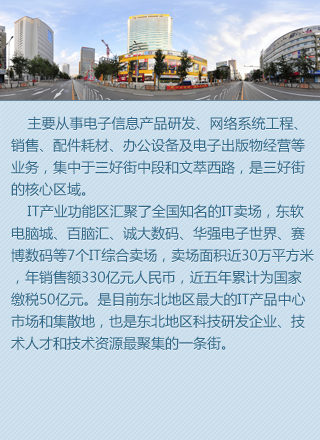 主要从事电子信息产品研发、网络系统工程、
销售、配件耗材、办公设备及电子出版物经营等
业务，集中于三好街中段和文萃西路，是三好街
的核心区域。
IT产业功能区汇聚了全国知名的IT卖场，东软
电脑城、百脑汇、诚大数码、华强电子世界、赛
博数码等7个IT综合卖场，卖场面积近30万平方米
，年销售额330亿元人民币，近五年累计为国家
缴税50亿元。是目前东北地区最大的IT产品中心
市场和集散地，也是东北地区科技研发企业、技
术人才和技术资源最聚集的一条街。